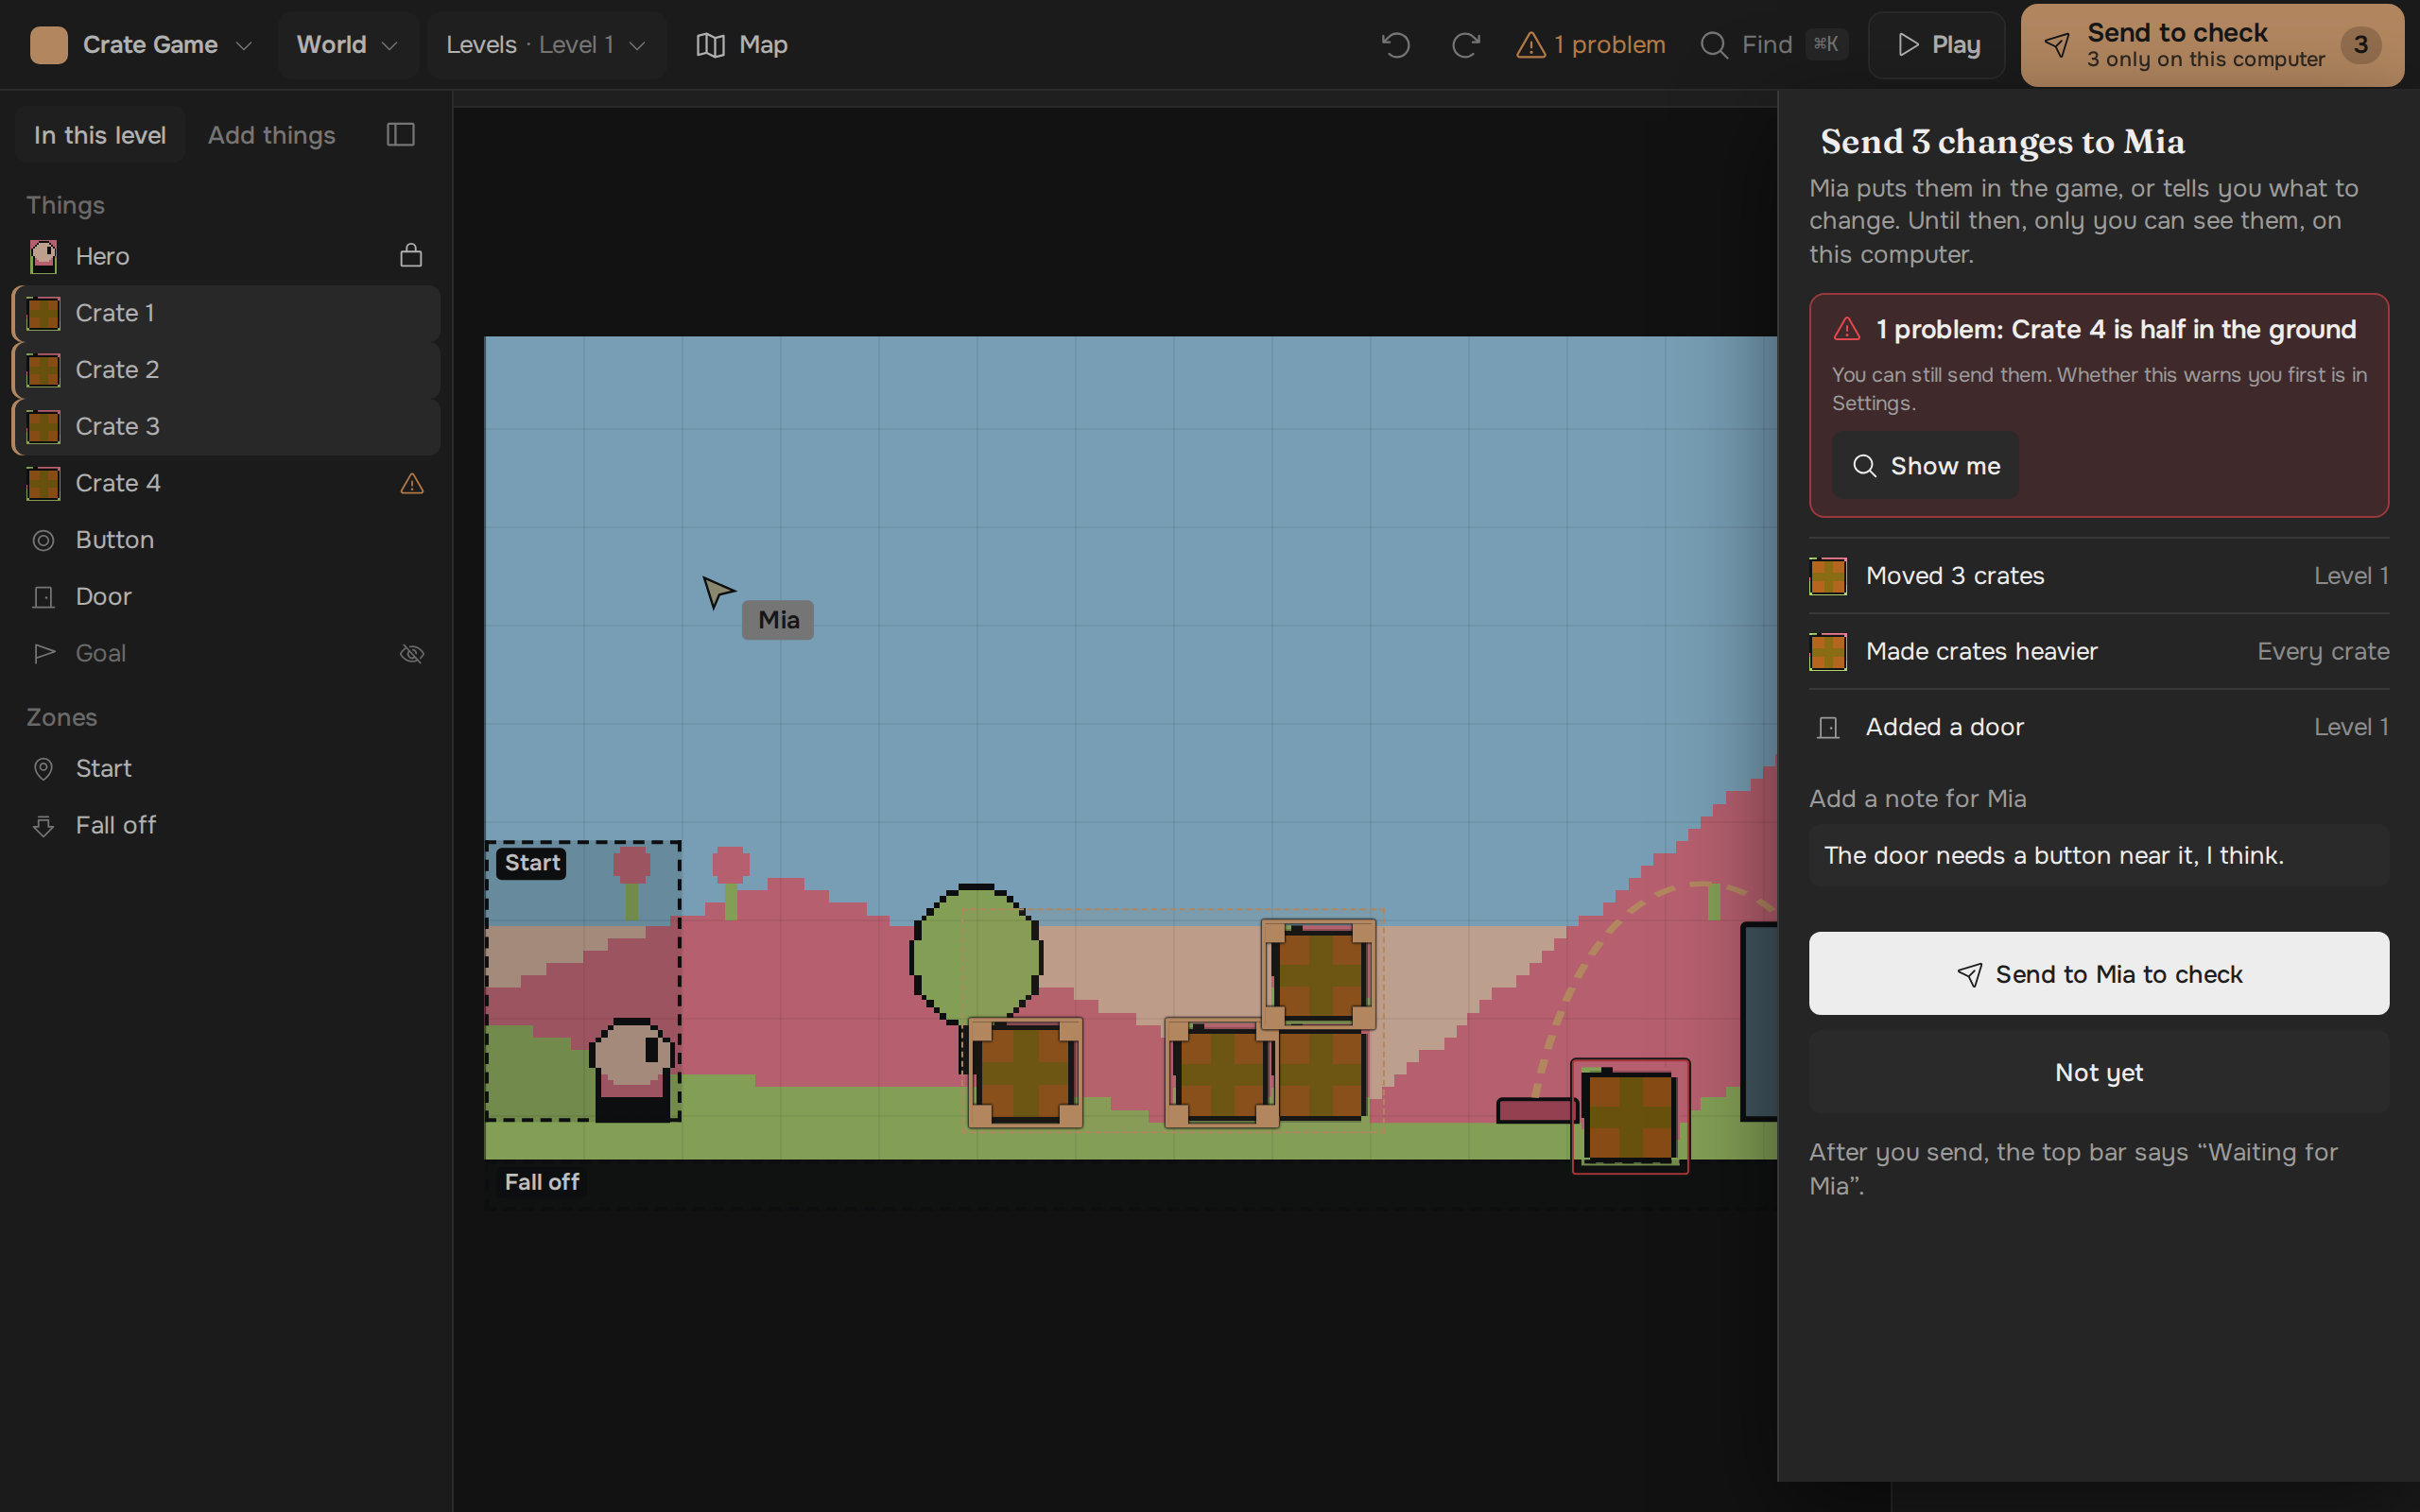 Crate Game
World
Levels · Level 1
Map
1 problem
Find ⌘K
Play
Send to check
3 only on this computer
3
In this level
Add things
Things
Hero
Crate 1
Crate 2
Crate 3
Crate 4
Button
Door
Goal
Zones
Start
Fall off
Mia
Start
Fall off
Send 3 changes to Mia
Mia puts them in the game, or tells you what to
change. Until then, only you can see them, on
this computer.
1 problem: Crate 4 is half in the ground
You can still send them. Whether this warns you first is in
Settings.
Show me
Moved 3 crates Level 1
Made crates heavier Every crate
Added a door Level 1
Add a note for Mia
The door needs a button near it, I think.
Send to Mia to check
Not yet
After you send, the top bar says “Waiting for
Mia”.